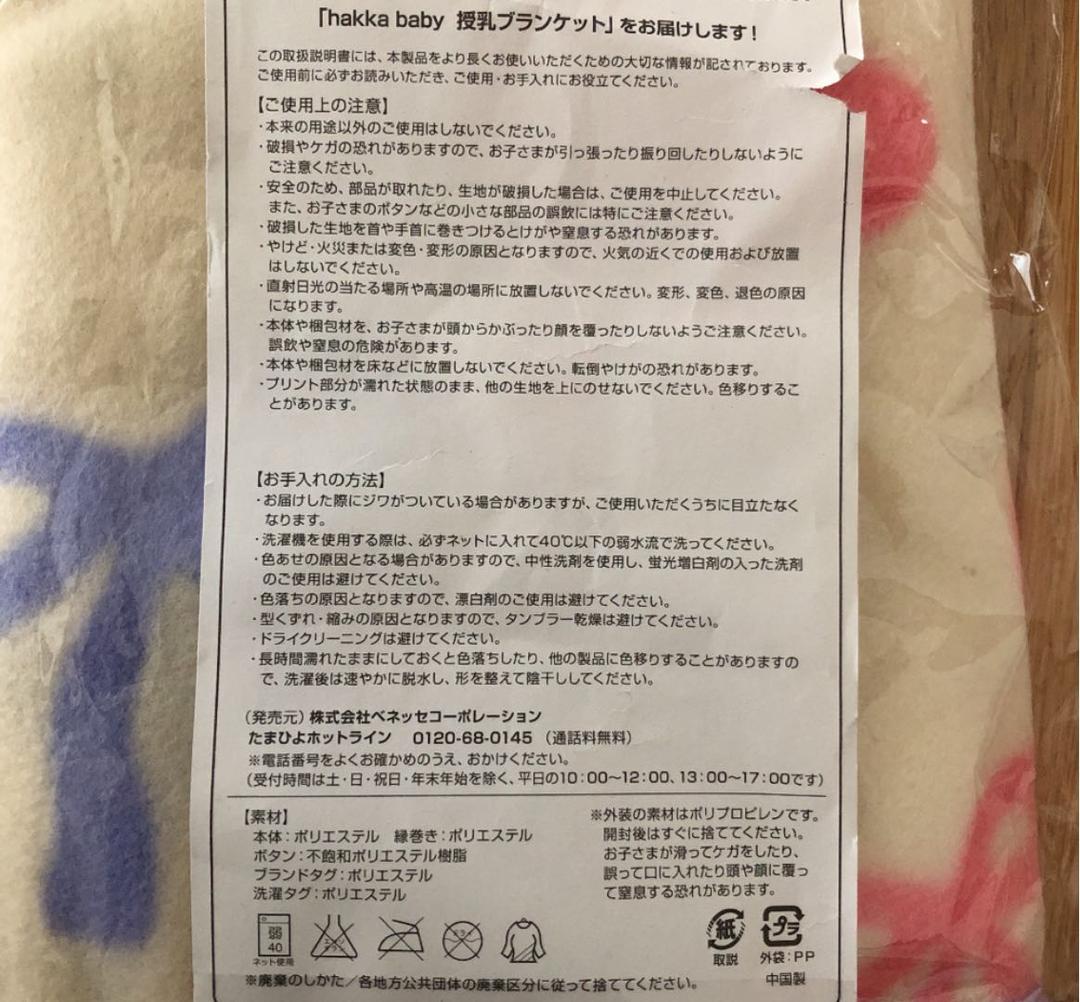 「hakka baby 授乳ブランケット」をお届けします！
この取扱説明書には、本製品をより長くお使いいただくための大切な情報が記されております。
ご使用前に必ずお読みいただき、ご使用・お手入れにお役立てください。
【ご使用上の注意】
・本来の用途以外のご使用はしないでください。
・破損やケガの恐れがありますので、お子さまが引っ張ったり振り回したりしないように
ご注意ください。
・安全のため、部品が取れたり、生地が破損した場合は、ご使用を中止してください。
また、お子さまのボタンなどの小さな部品の誤飲には特にご注意ください。
・破損した生地を首や手首に巻きつけるとけがや窒息する恐れがあります。
・やけど・火災または変色・変形の原因となりますので、火気の近くでの使用および放置
はしないでください。
・直射日光の当たる場所や高温の場所に放置しないでください。変形、変色、退色の原因
になります。
・本体や梱包材を、お子さまが頭からかぶったり顔を覆ったりしないようご注意ください。
誤飲や窒息の危険があります。
・本体や梱包材を床などに放置しないでください。転倒やけがの恐れがあります。
・プリント部分が濡れた状態のまま、他の生地を上にのせないでください。色移りするこ
とがあります。
【お手入れの方法】
・お届けした際にジワがついている場合がありますが、ご使用いただくうちに目立たなく
なります。
・洗濯機を使用する際は、必ずネットに入れて40℃以下の弱水流で洗ってください。
・色あせの原因となる場合がありますので、中性洗剤を使用し、蛍光増白剤の入った洗剤
のご使用は避けてください。
・色落ちの原因となりますので、漂白剤のご使用は避けてください。
・型くずれ・縮みの原因となりますので、タンブラー乾燥は避けてください。
・ドライクリーニングは避けてください。
・長時間濡れたままにしておくと色落ちしたり、他の製品に色移りすることがありますの
で、洗濯後は速やかに脱水し、形を整えて陰干ししてください。
（発売元）株式会社ベネッセコーポレーション
たまひよホットライン 0120-68-0145 （通話料無料）
※電話番号をよくお確かめのうえ、おかけください。
（受付時間は土・日・祝日・年末年始を除く、平日の10：00～12：00、13：00～17：00です）
【素材】
本体：ポリエステル 縁巻き：ポリエステル
ボタン：不飽和ポリエステル樹脂
ブランドタグ：ポリエステル
洗濯タグ：ポリエステル
※外装の素材はポリプロピレンです。
開封後はすぐに捨ててください。
お子さまが滑ってケガをしたり、
誤って口に入れたり頭や顔に覆っ
て窒息する恐れがあります。
弱
40
ネット使用
エンソサラシ
ドライ
紙
取説
プラ
外袋：PP
※廃棄のしかた／各地方公共団体の廃棄区分に従って捨ててください。
中国製